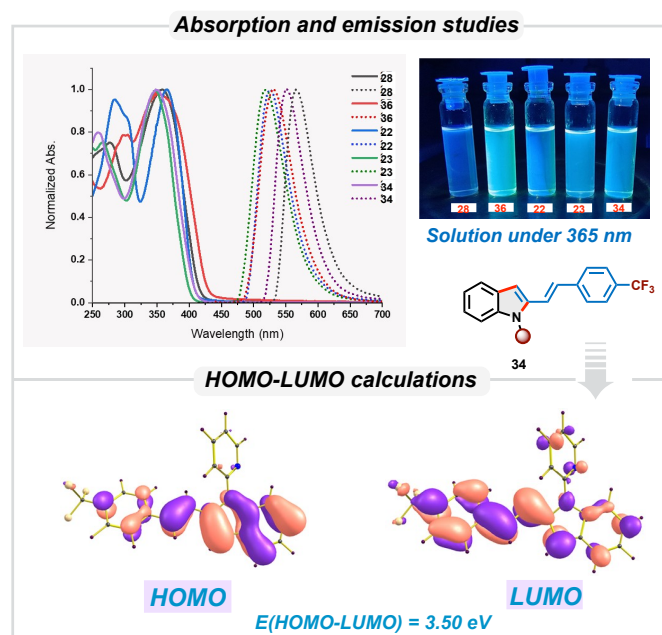 Absorption and emission studies
Normalized Abs.
1.0
0.8
0.6
0.4
0.2
0.0
250 300 350 400 450 500 550 600 650 700
Wavelength (nm)
28
28
36
36
22
22
23
23
34
34
28 36 22 23 34
Solution under 365 nm
CF3
N
34
HOMO-LUMO calculations
HOMO
LUMO
E(HOMO-LUMO) = 3.50 eV